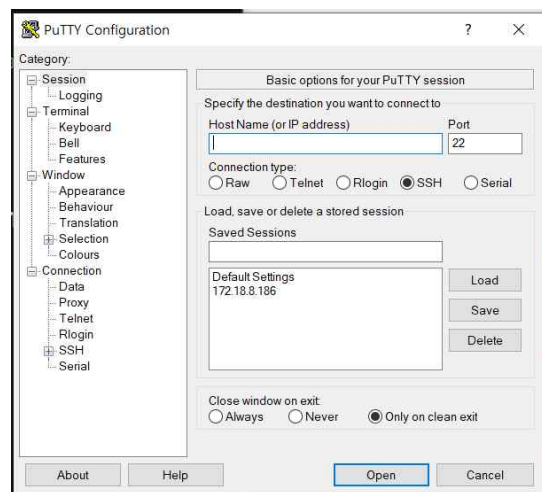 PuTTY Configuration ? ×
Category:
Session
Logging
Terminal
Keyboard
Bell
Features
Window
Appearance
Behaviour
Translation
Selection
Colours
Connection
Data
Proxy
Telnet
Rlogin
SSH
Serial
Basic options for your PuTTY session
Specify the destination you want to connect to
Host Name (or IP address) Port
22
Connection type:
Raw Telnet Rlogin SSH Serial
Load, save or delete a stored session
Saved Sessions
Default Settings
172.18.8.186
Load
Save
Delete
Close window on exit:
Always Never Only on clean exit
About Help Open Cancel